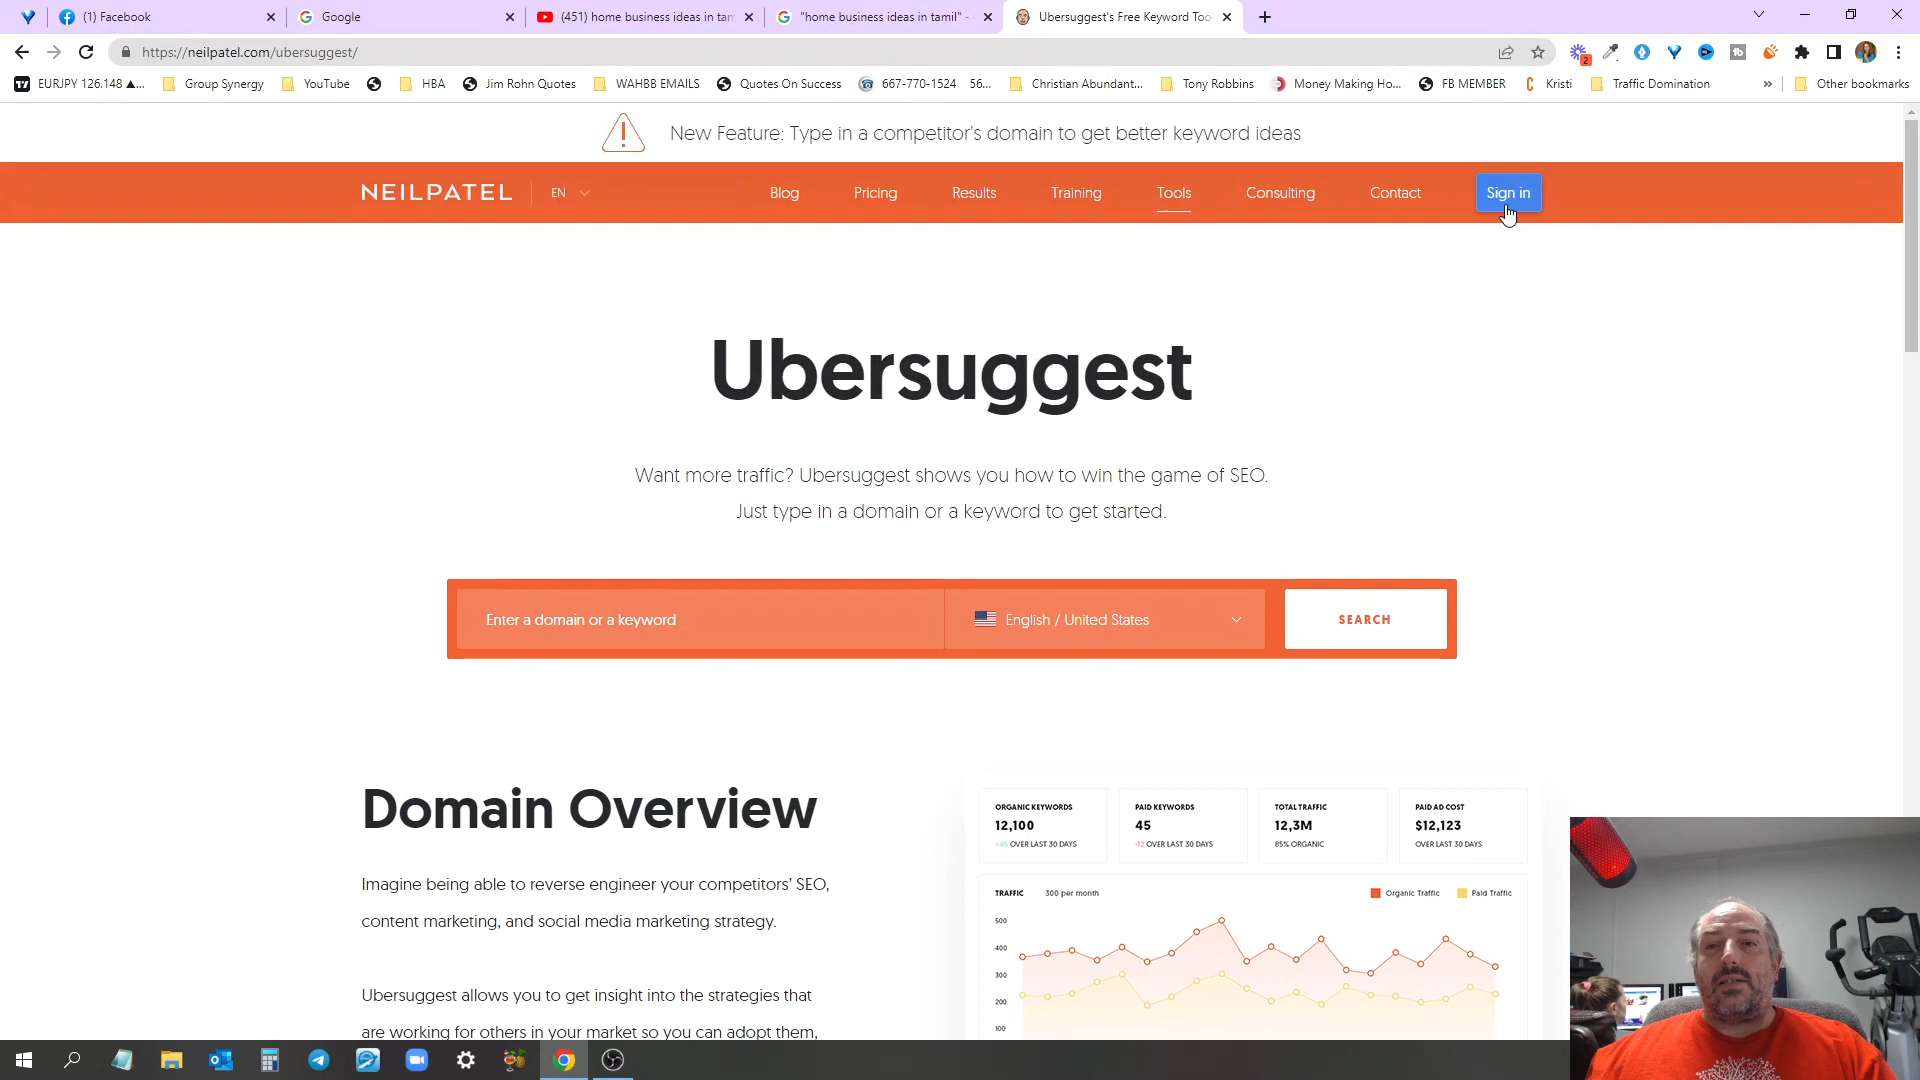 (1) Facebook
Google
(451) home business ideas in tam
"home business ideas in tamil" -
Ubersuggest's Free Keyword Too
https://neilpatel.com/ubersuggest/
2
EURJPY 126.148 ▲...
Group Synergy
YouTube
HBA
Jim Rohn Quotes
WAHBB EMAILS
Quotes On Success
667-770-1524 56...
Christian Abundant...
Tony Robbins
Money Making Ho...
FB MEMBER
Kristi
Traffic Domination
»
Other bookmarks
New Feature: Type in a competitor's domain to get better keyword ideas
NEILPATEL
EN
Blog
Pricing
Results
Training
Tools
Consulting
Contact
Sign in
Ubersuggest
Want more traffic? Ubersuggest shows you how to win the game of SEO.
Just type in a domain or a keyword to get started.
Enter a domain or a keyword
English / United States
SEARCH
Domain Overview
Imagine being able to reverse engineer your competitors' SEO,
content marketing, and social media marketing strategy.
Ubersuggest allows you to get insight into the strategies that
are working for others in your market so you can adopt them,
ORGANIC KEYWORDS
12,100
+45 OVER LAST 30 DAYS
PAID KEYWORDS
45
-12 OVER LAST 30 DAYS
TOTAL TRAFFIC
12,3M
85% ORGANIC
PAID AD COST
$12,123
OVER LAST 30 DAYS
TRAFFIC
300 per month
Organic Traffic
Paid Traffic
500
400
300
200
100